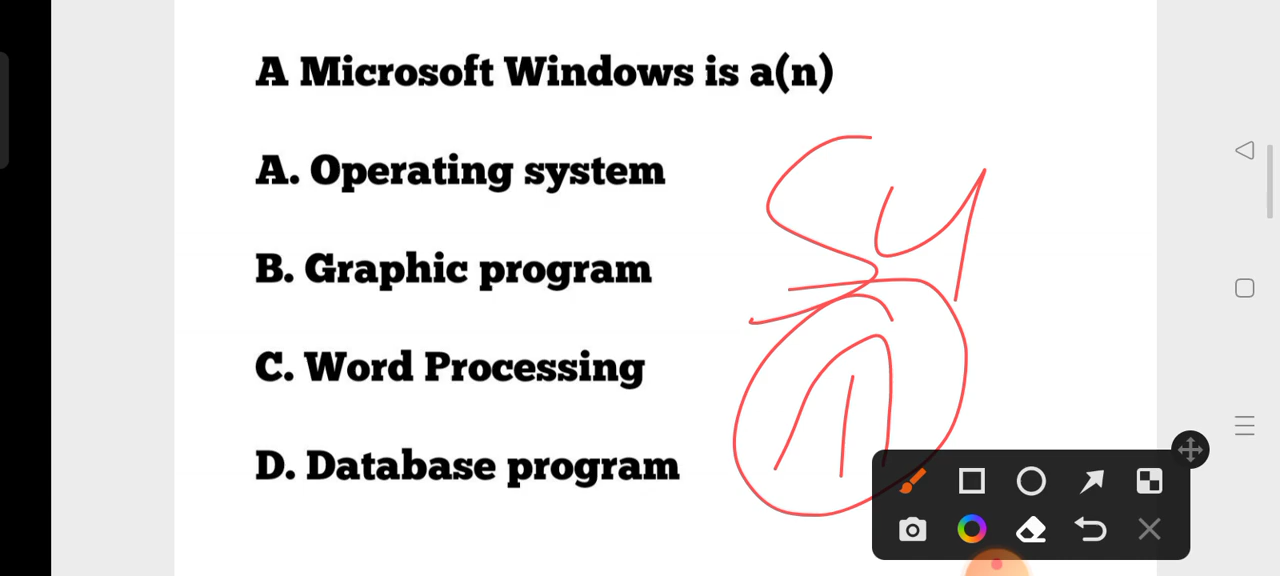 A Microsoft Windows is a(n)
A. Operating system
B. Graphic program
C. Word Processing
D. Database program